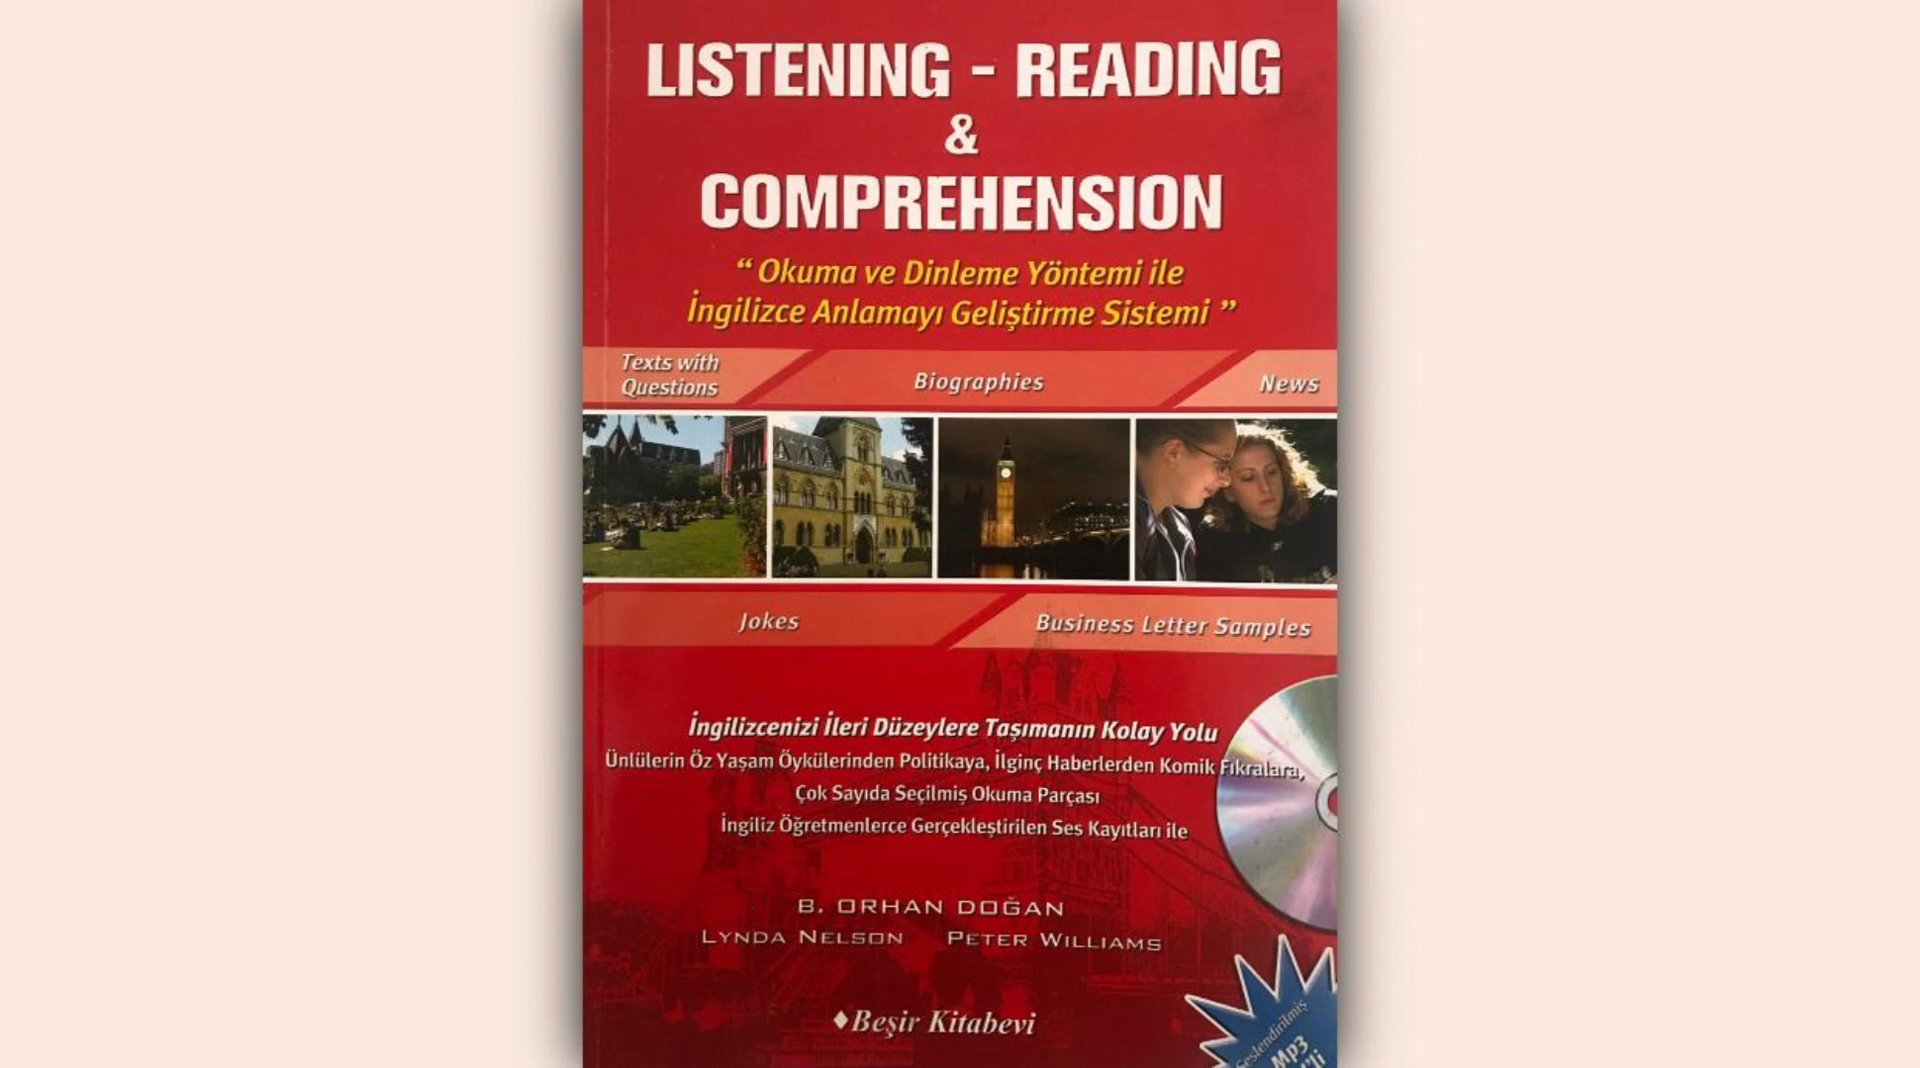 LISTENING - READING
&
COMPREHENSION
“ Okuma ve Dinleme Yöntemi ile
İngilizce Anlamayı Geliştirme Sistemi ”
Texts with
Questions
Biographies
News
Jokes
Business Letter Samples
İngilizcenizi İleri Düzeylere Taşımanın Kolay Yolu
Ünlülerin Öz Yaşam Öykülerinden Politikaya, İlginç Haberlerden Komik Fıkralara,
Çok Sayıda Seçilmiş Okuma Parçası
İngiliz Öğretmenlerce Gerçekleştirilen Ses Kayıtları ile
B. ORHAN DOĞAN
LYNDA NELSON PETER WILLIAMS
♦Beşir Kitabevi
Seslendirilmiş
Mp3